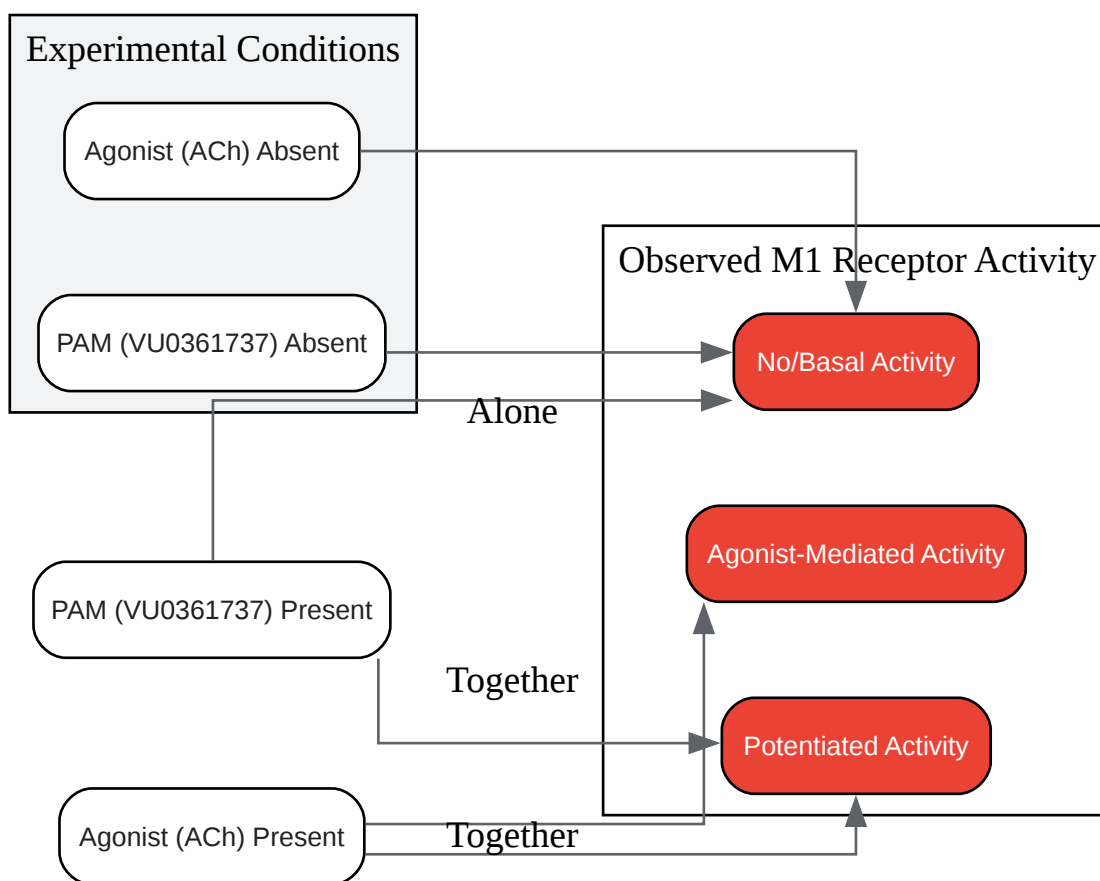 Experimental Conditions
Agonist (ACh) Absent
Observed M1 Receptor Activity
PAM (VU0361737) Absent
No/Basal Activity
Alone
Agonist-Mediated Activity
PAM (VU0361737) Present
Together
Potentiated Activity
Agonist (ACh) Present
Together